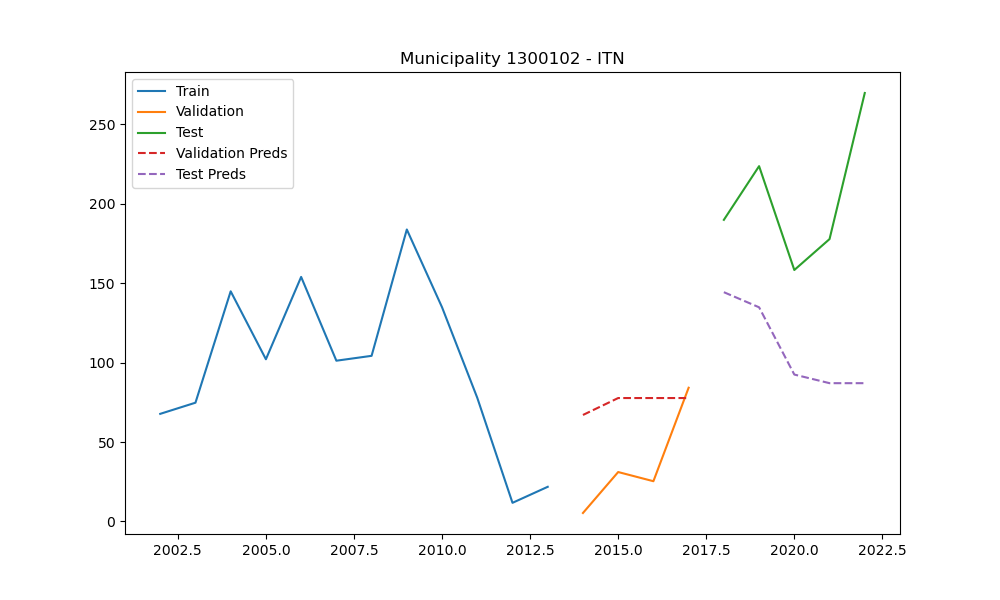 Municipality 1300102 - ITN
Train
Validation
Test
Validation Preds
Test Preds
250
200
150
100
50
0
2002.5 2005.0 2007.5 2010.0 2012.5 2015.0 2017.5 2020.0 2022.5